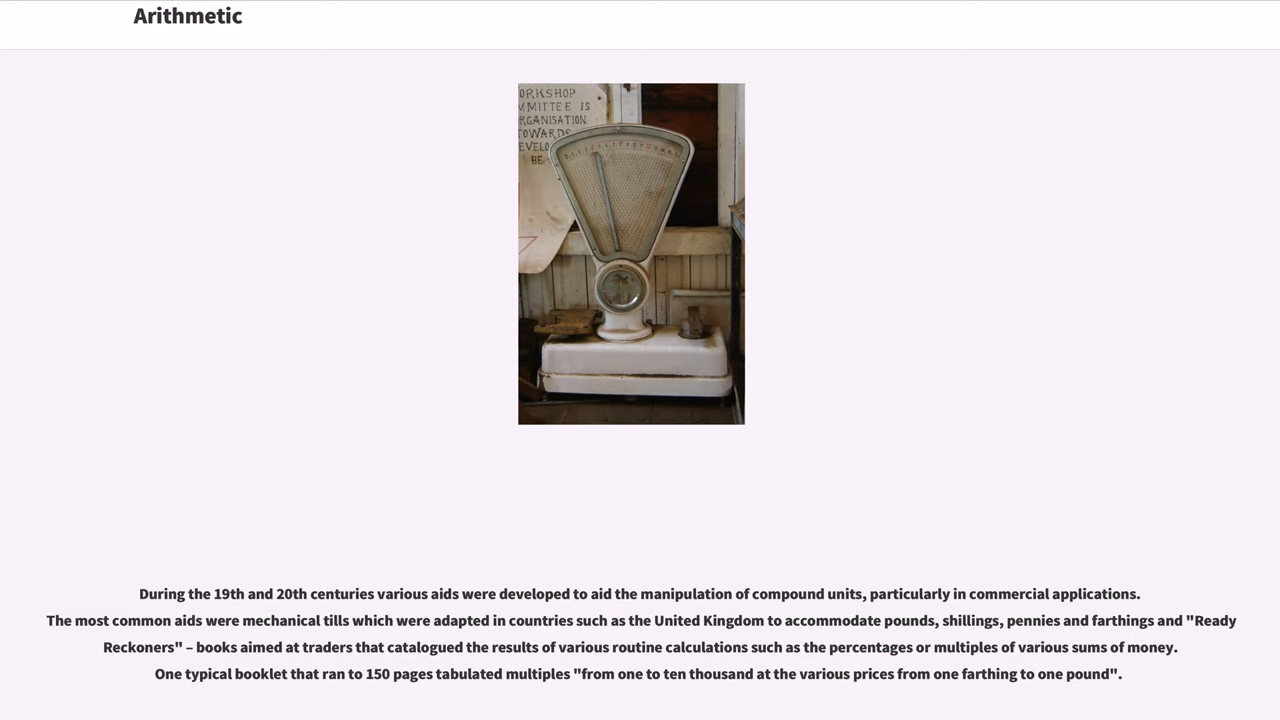 Arithmetic
ORKSHOP
MMITTEE IS
RGANISATION
TOWARDS
EVELO
BE
During the 19th and 20th centuries various aids were developed to aid the manipulation of compound units, particularly in commercial applications.
The most common aids were mechanical tills which were adapted in countries such as the United Kingdom to accommodate pounds, shillings, pennies and farthings and "Ready
Reckoners" – books aimed at traders that catalogued the results of various routine calculations such as the percentages or multiples of various sums of money.
One typical booklet that ran to 150 pages tabulated multiples "from one to ten thousand at the various prices from one farthing to one pound".